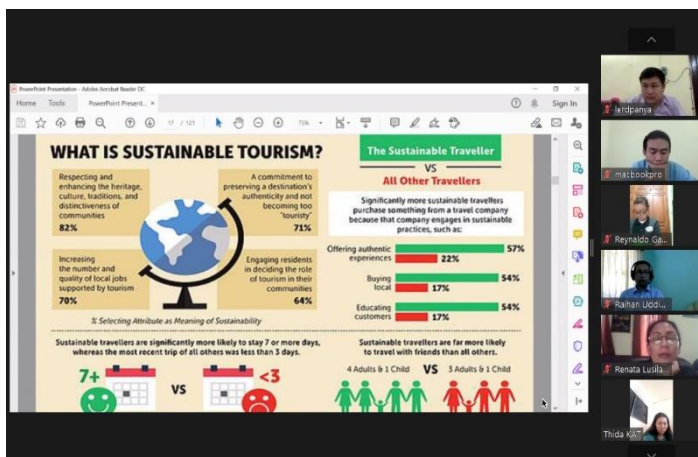 PowerPoint Presentation - Adobe Acrobat Reader DC
Home Tools PowerPoint Present... ×
Sign In
57 / 121
75%
WHAT IS SUSTAINABLE TOURISM?
Respecting and
enhancing the heritage,
culture, traditions, and
distinctiveness of
communities
82%
A commitment to
preserving a destination's
authenticity and not
becoming too
"touristy"
71%
Increasing
the number and
quality of local jobs
supported by tourism
70%
Engaging residents
in deciding the role
of tourism in their
communities
64%
% Selecting Attribute as Meaning of Sustainability
Sustainable travellers are significantly more likely to stay 7 or more days,
whereas the most recent trip of all others was less than 3 days.
7+
VS
<3
The Sustainable Traveller
VS
All Other Travellers
Significantly more sustainable travellers
purchase something from a travel company
because that company engages in sustainable
practices, such as:
Offering authentic
experiences
57%
22%
Buying
local
54%
17%
Educating
customers
54%
17%
Sustainable travellers are far more likely
to travel with friends than all others.
4 Adults & 1 Child VS 3 Adults & 1 Child
lerdpanya
macbookpro
Reynaldo Ga...
Raihan Uddi...
Renata Lusila...
Thida KAT